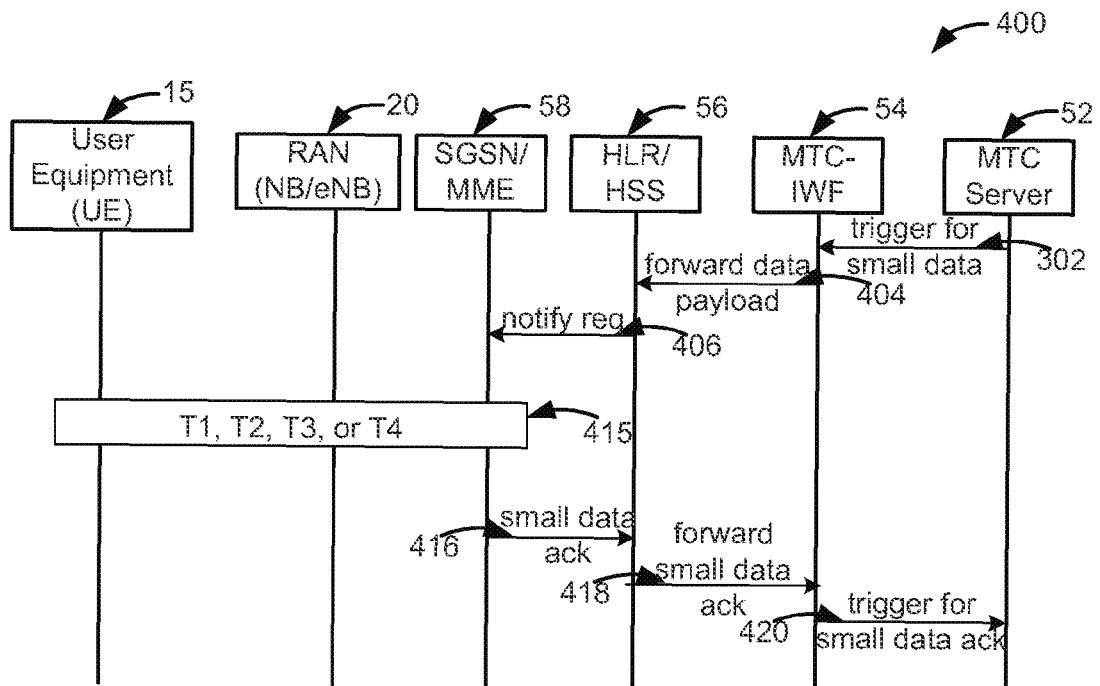 400
15
20
58
56
54
52
User
Equipment
(UE)
RAN
(NB/eNB)
SGSN/
MME
HLR/
HSS
MTC-
IWF
MTC
Server
trigger for
small data
302
forward data
payload
404
notify req
406
T1, T2, T3, or T4
415
small data
ack
416
forward
small data
ack
418
trigger for
small data ack
420